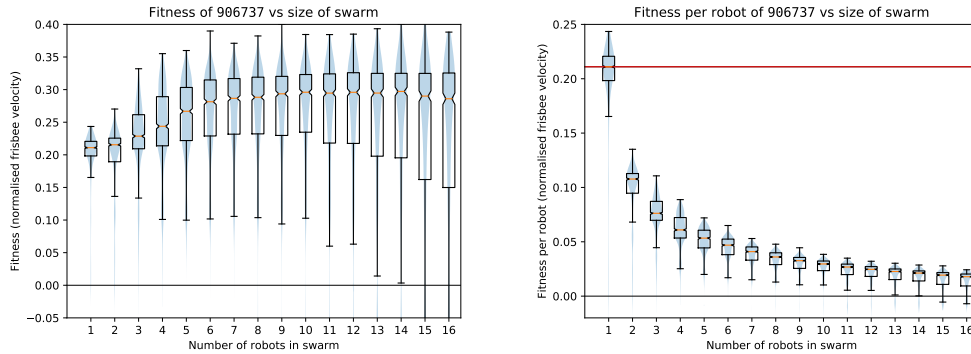 Fitness of 906737 vs size of swarm
Fitness (normalised frisbee velocity)
0.40
0.35
0.30
0.25
0.20
0.15
0.10
0.05
0.00
−0.05
1 2 3 4 5 6 7 8 9 10 11 12 13 14 15 16
Number of robots in swarm
Fitness per robot of 906737 vs size of swarm
Fitness per robot (normalised frisbee velocity)
0.25
0.20
0.15
0.10
0.05
0.00
1 2 3 4 5 6 7 8 9 10 11 12 13 14 15 16
Number of robots in swarm